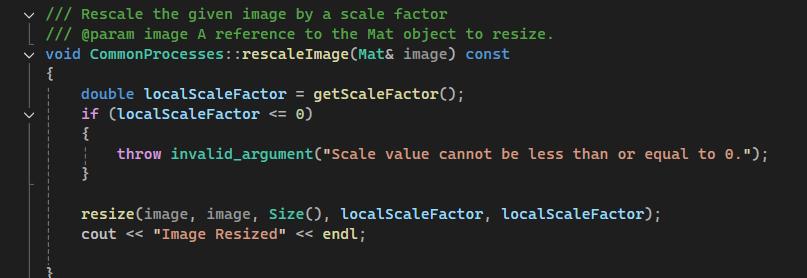 /// Rescale the given image by a scale factor
/// @param image A reference to the Mat object to resize.
void CommonProcesses::rescaleImage(Mat& image) const
{
    double localScaleFactor = getScaleFactor();
    if (localScaleFactor <= 0)
    {
        throw invalid_argument("Scale value cannot be less than or equal to 0.");
    }

    resize(image, image, Size(), localScaleFactor, localScaleFactor);
    cout << "Image Resized" << endl;

}